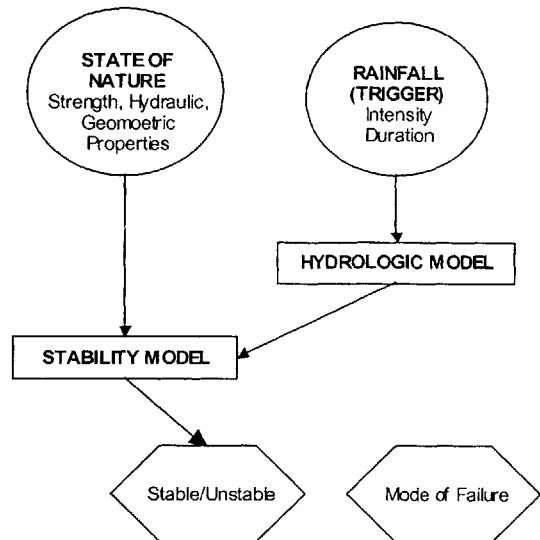 STATE OF
NATURE
Strength, Hydraulic,
Geomoetric
Properties
RAINFALL
(TRIGGER)
Intensity
Duration
HYDROLOGIC MODEL
STABILITY MODEL
Stable/Unstable
Mode of Failure